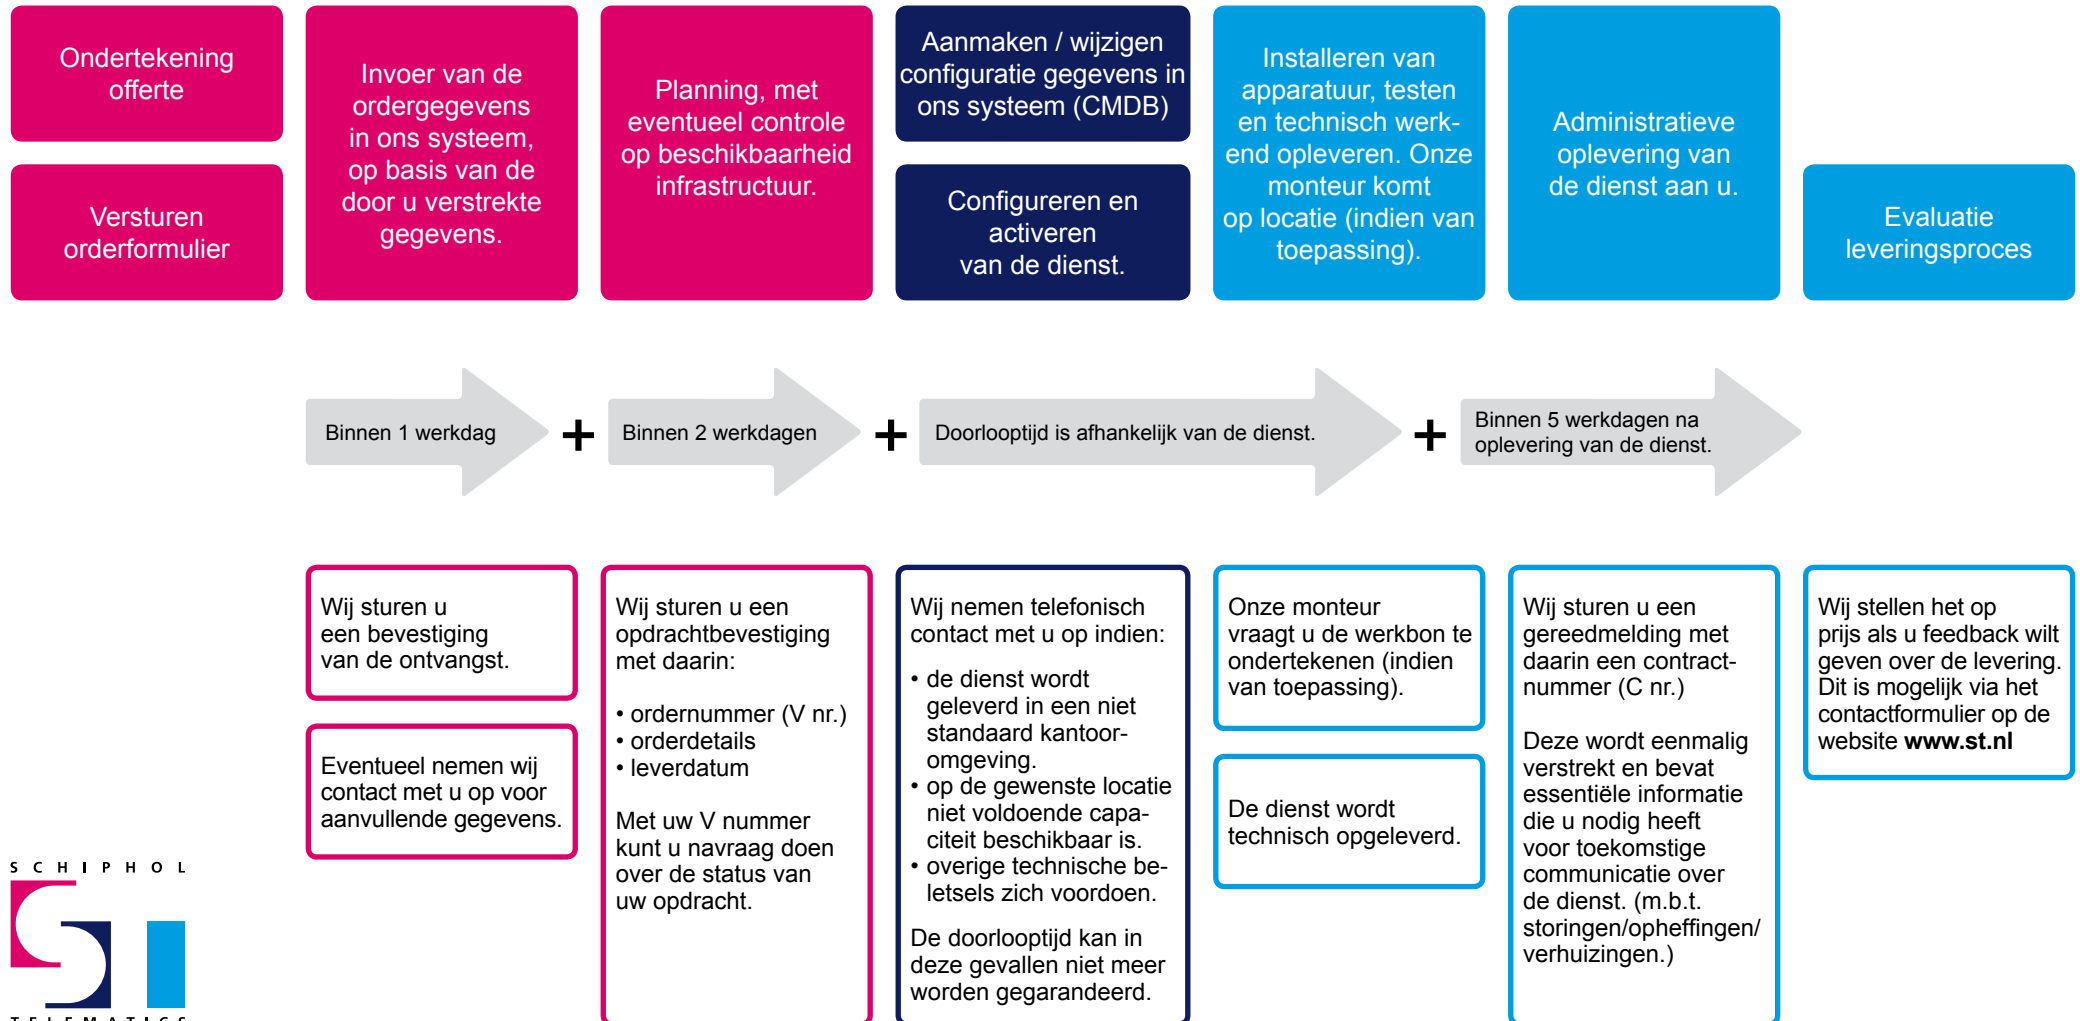 Ondertekening
offerte
Versturen
orderformulier
Invoer van de
ordergegevens
in ons systeem,
op basis van de
door u verstrekte
gegevens.
Planning, met
eventueel controle
op beschikbaarheid
infrastructuur.
Aanmaken / wijzigen
configuratie gegevens in
ons systeem (CMDB)
Configureren en
activeren
van de dienst.
Installeren van
apparatuur, testen
en technisch werk-
end opleveren. Onze
monteur komt
op locatie (indien van
toepassing).
Administratieve
oplevering van
de dienst aan u.
Evaluatie
leveringsproces
Binnen 1 werkdag
+
Binnen 2 werkdagen
+
Doorlooptijd is afhankelijk van de dienst.
+
Binnen 5 werkdagen na
oplevering van de dienst.
Wij sturen u
een bevestiging
van de ontvangst.
Eventueel nemen wij
contact met u op voor
aanvullende gegevens.
Wij sturen u een
opdrachtbevestiging
met daarin:
• ordernummer (V nr.)
• orderdetails
• leverdatum
Met uw V nummer
kunt u navraag doen
over de status van
uw opdracht.
Wij nemen telefonisch
contact met u op indien:
• de dienst wordt
geleverd in een niet
standaard kantoor-
omgeving.
• op de gewenste locatie
niet voldoende capa-
citeit beschikbaar is.
• overige technische be-
letsels zich voordoen.
De doorlooptijd kan in
deze gevallen niet meer
worden gegarandeerd.
Onze monteur
vraagt u de werkbon te
ondertekenen (indien
van toepassing).
De dienst wordt
technisch opgeleverd.
Wij sturen u een
gereedmelding met
daarin een contract-
nummer (C nr.)
Deze wordt eenmalig
verstrekt en bevat
essentiële informatie
die u nodig heeft
voor toekomstige
communicatie over
de dienst. (m.b.t.
storingen/opheffingen/
verhuizingen.)
Wij stellen het op
prijs als u feedback wilt
geven over de levering.
Dit is mogelijk via het
contactformulier op de
website www.st.nl
SCHIPHOL
TELEMATICS